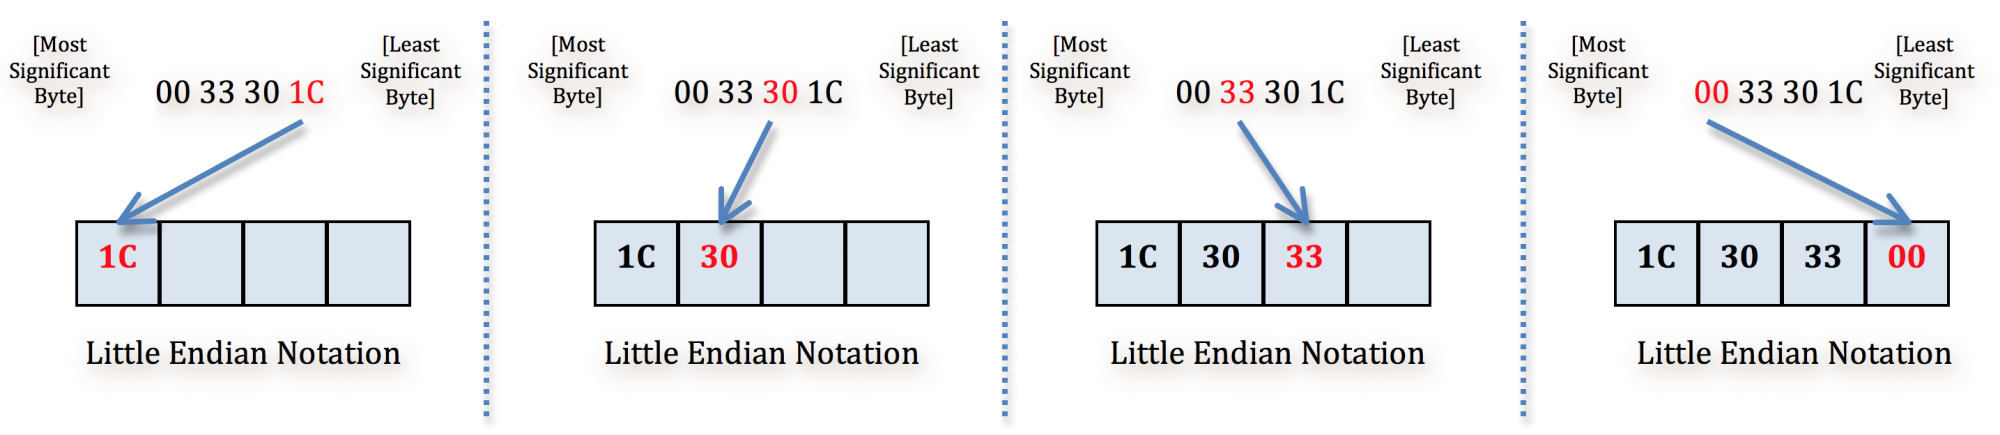 [Most
Significant
Byte]
00 33 30 1C
[Least
Significant
Byte]
1C
Little Endian Notation
[Most
Significant
Byte]
00 33 30 1C
[Least
Significant
Byte]
1C 30
Little Endian Notation
[Most
Significant
Byte]
00 33 30 1C
[Least
Significant
Byte]
1C 30 33
Little Endian Notation
[Most
Significant
Byte]
00 33 30 1C
[Least
Significant
Byte]
1C 30 33 00
Little Endian Notation